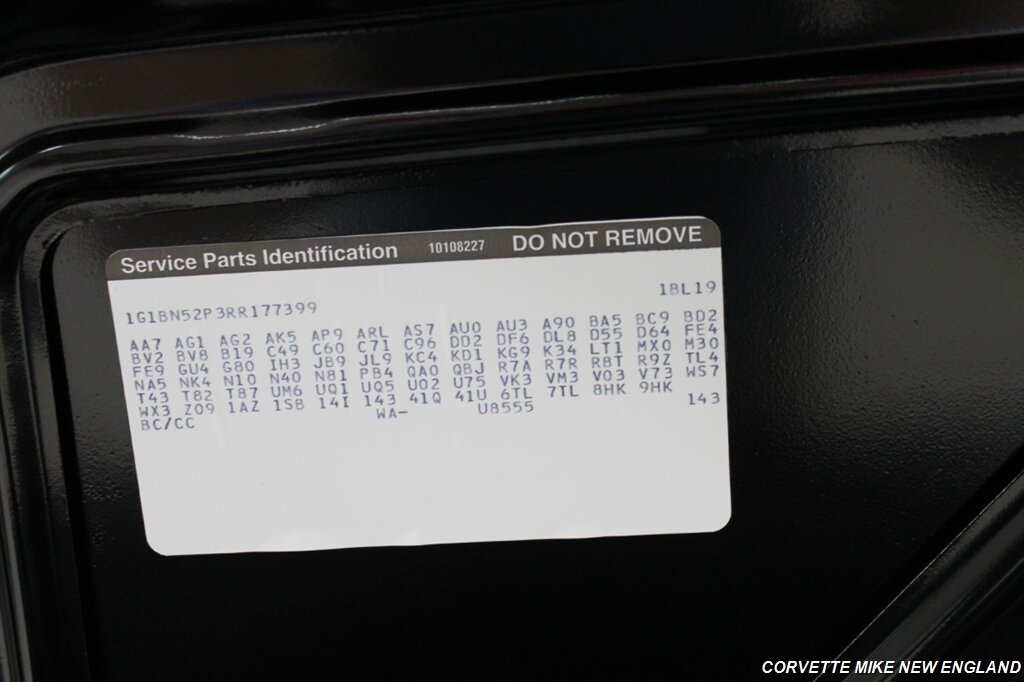 Service Parts Identification 10108227 DO NOT REMOVE
1G1BN52P3RR177399 1BL19
AA7 AG1 AG2 AK5 AP9 ARL AS7 AU0 AU3 A90 BA5 BC9 BD2
BV2 BV8 B19 C49 C60 C71 C96 DD2 DF6 DL8 D55 D64 FE4
FE9 GU4 G80 IH3 JB9 JL9 KC4 KD1 KG9 K34 LT1 MX0 M30
NA5 NK4 N10 N40 N81 PB4 QA0 QBJ R7A R7R R8T R9Z TL4
T43 T82 T87 UM6 UQ1 UQ5 U02 U75 VK3 VM3 V03 V73 WS7
WX3 Z09 1AZ 1SB 14I 143 41Q 41U 6TL 7TL 8HK 9HK
BC/CC WA- U8555 143
CORVETTE MIKE NEW ENGLAND